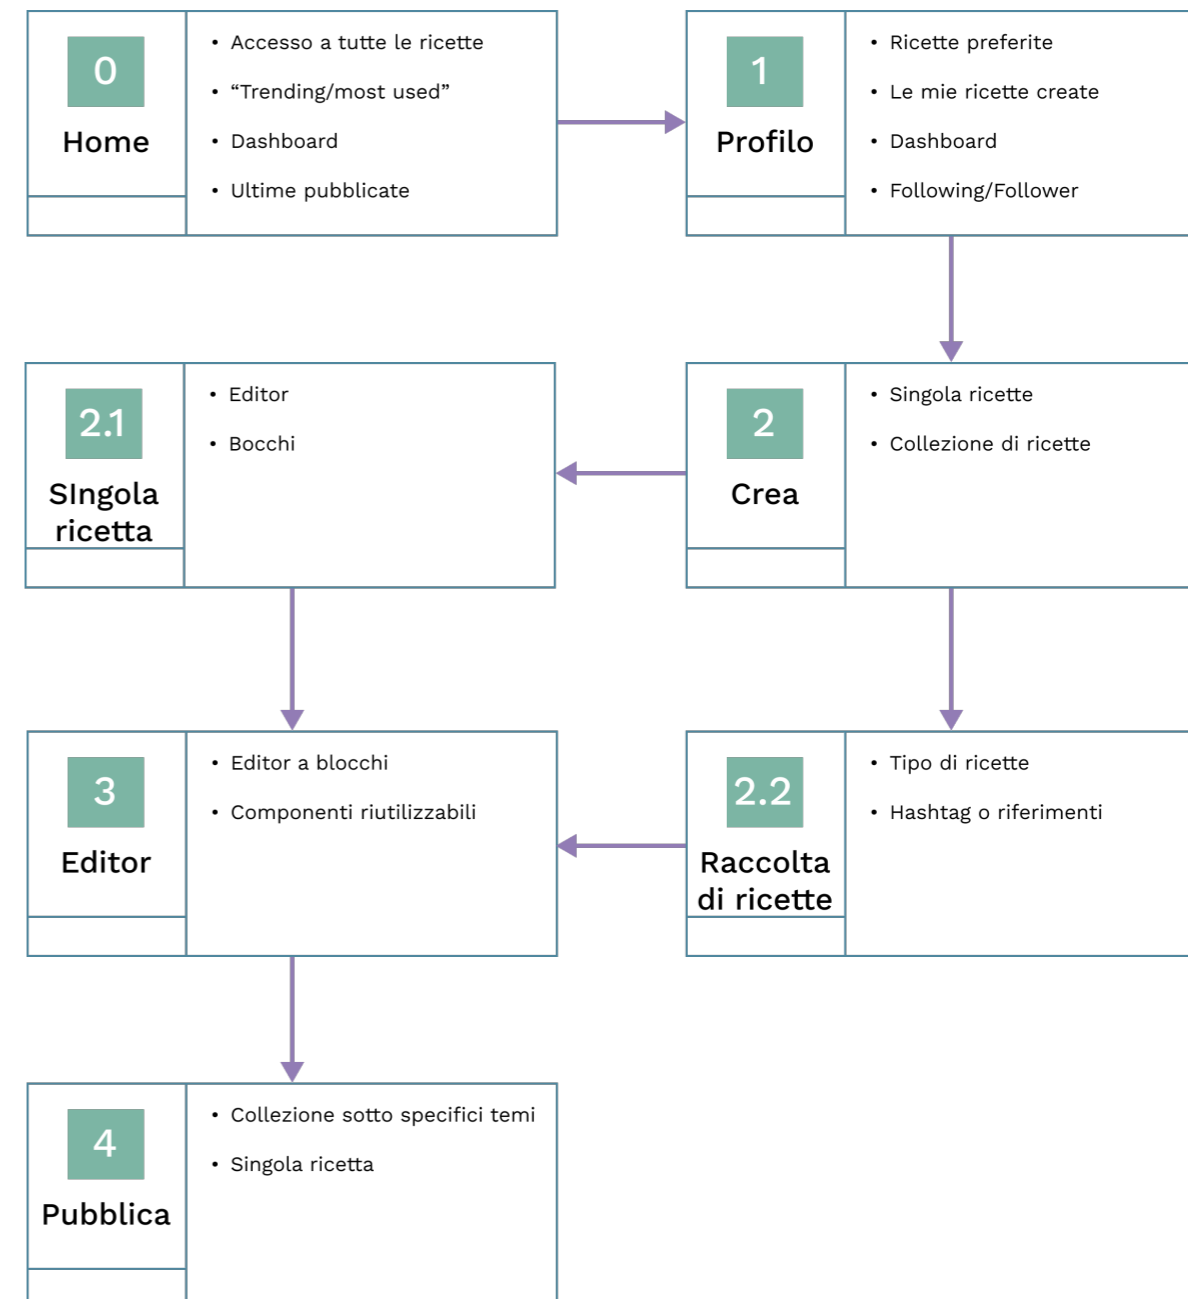 0
Home
• Accesso a tutte le ricette
• “Trending/most used”
• Dashboard
• Ultime pubblicate
1
Profilo
• Ricette preferite
• Le mie ricette create
• Dashboard
• Following/Follower
2.1
SIngola
ricetta
• Editor
• Bocchi
2
Crea
• Singola ricette
• Collezione di ricette
3
Editor
• Editor a blocchi
• Componenti riutilizzabili
2.2
Raccolta
di ricette
• Tipo di ricette
• Hashtag o riferimenti
4
Pubblica
• Collezione sotto specifici temi
• Singola ricetta